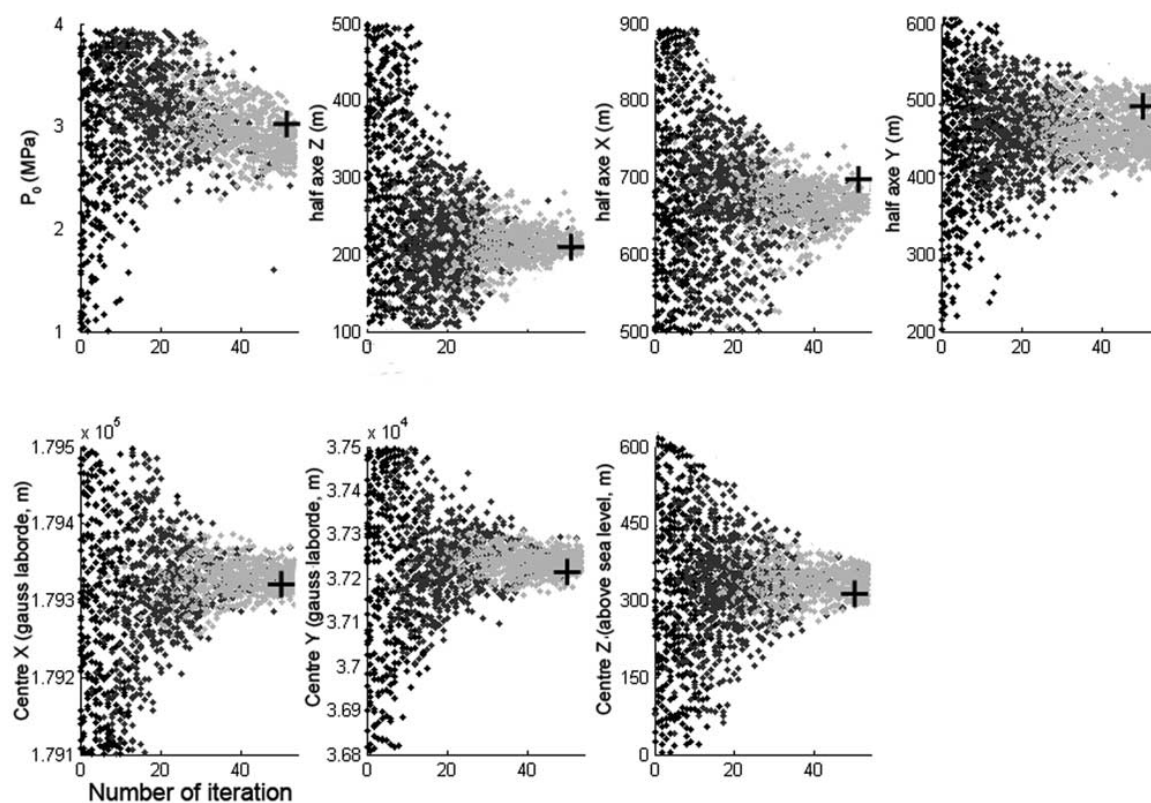 4
3
2
1
P0 (MPa)
0 20 40
500
400
300
200
100
half axe Z (m)
0 20 40
900
800
700
600
500
half axe X (m)
0 20 40
600
500
400
300
200
half axe Y (m)
0 20 40
x 10^5
1.795
1.794
1.793
1.792
1.791
Centre X (gauss laborde, m)
0 20 40
Number of iteration
x 10^4
3.75
3.74
3.73
3.72
3.71
3.7
3.69
3.68
Centre Y (gauss laborde, m)
0 20 40
600
450
300
150
0
Centre Z (above sea level, m)
0 20 40